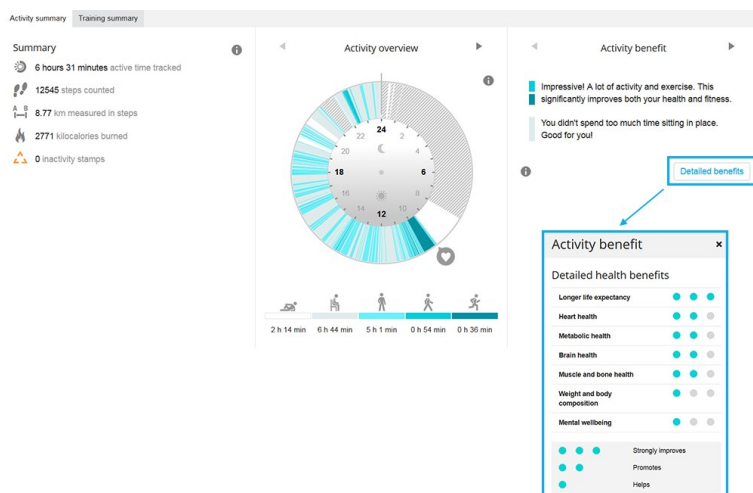 Activity summary
Training summary
Summary
6 hours 31 minutes active time tracked
12545 steps counted
A B
8.77 km measured in steps
2771 kilocalories burned
0 inactivity stamps
Activity overview
24
22
2
20
4
18
6
16
8
14
10
12
2 h 14 min
6 h 44 min
5 h 1 min
0 h 54 min
0 h 36 min
Activity benefit
Impressive! A lot of activity and exercise. This
significantly improves both your health and fitness.
You didn't spend too much time sitting in place.
Good for you!
Detailed benefits
Activity benefit
×
Detailed health benefits
Longer life expectancy
Heart health
Metabolic health
Brain health
Muscle and bone health
Weight and body
composition
Mental wellbeing
Strongly improves
Promotes
Helps